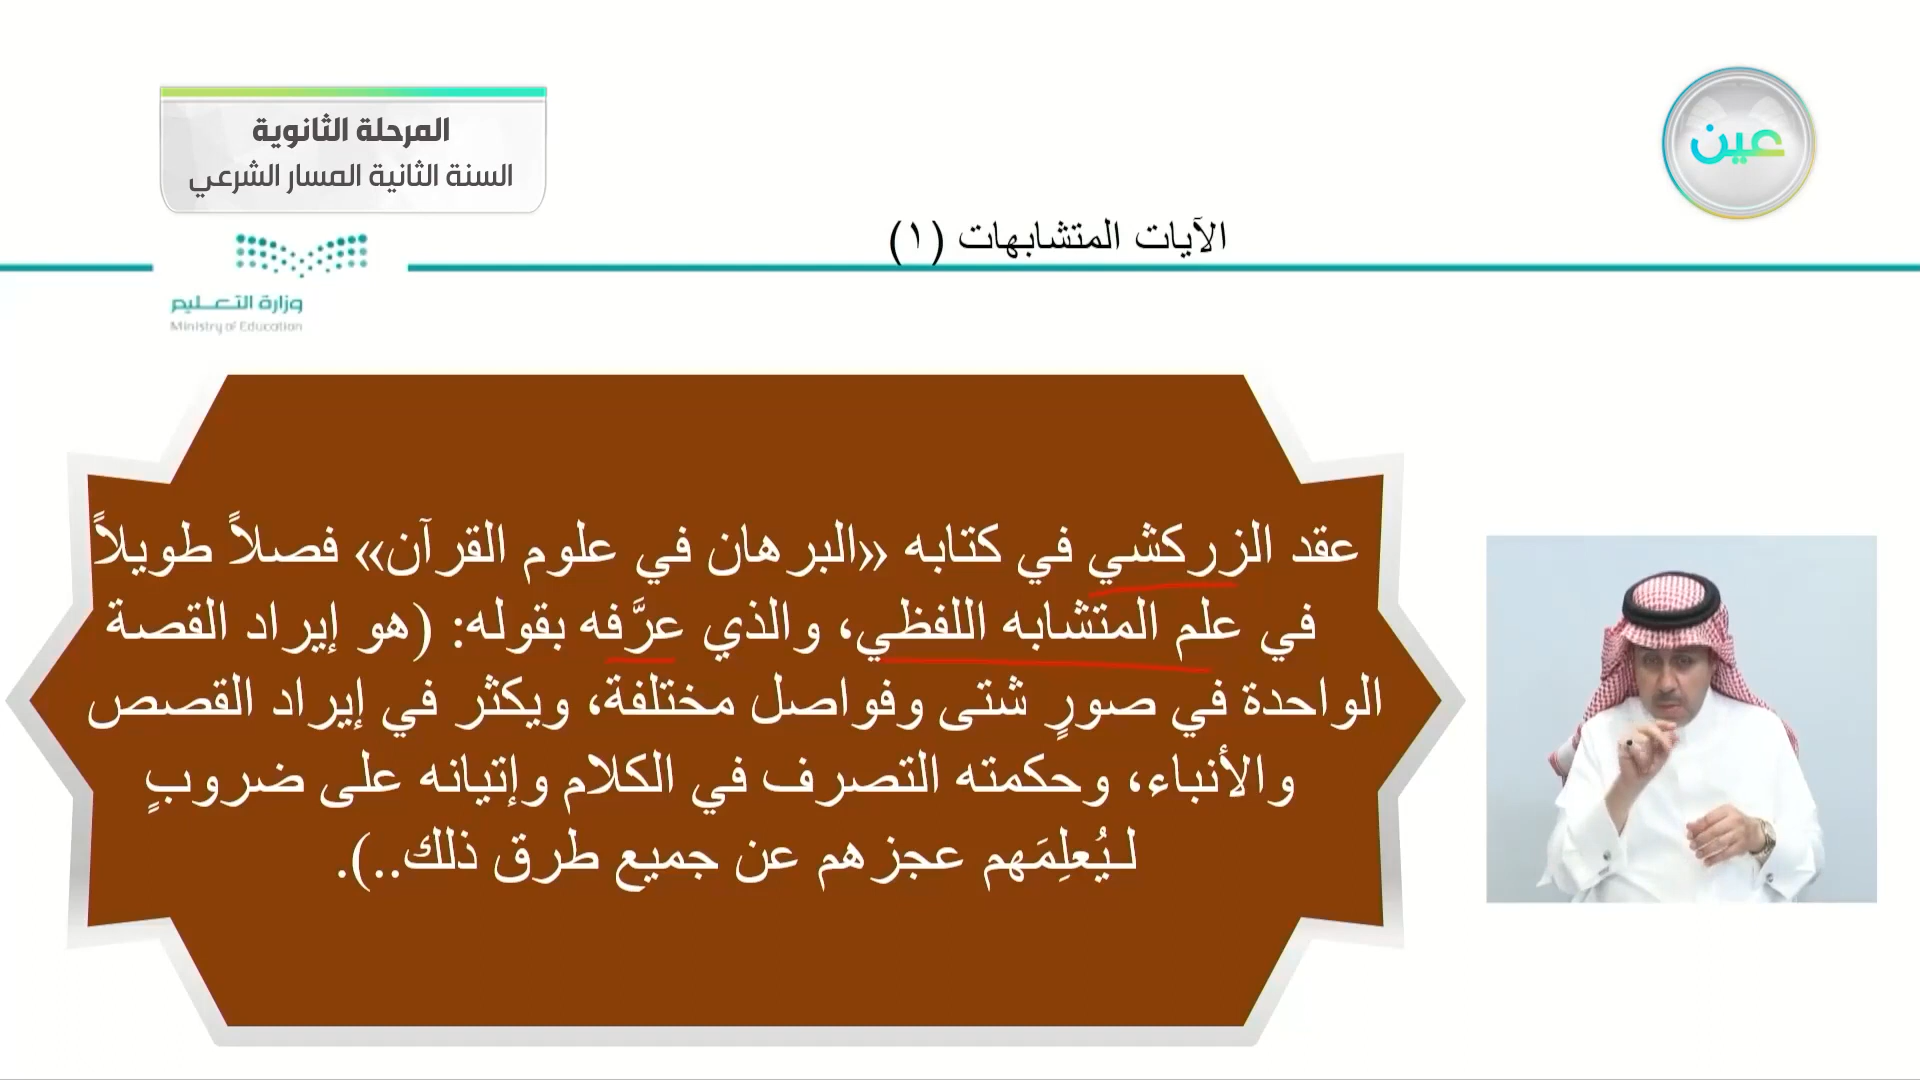 المرحلة الثانوية
السنة الثانية المسار الشرعي
عين
الآيات المتشابهات (١)
وزارة التعليم
Ministry of Education
عقد الزركشي في كتابه «البرهان في علوم القرآن» فصلاً طويلاً
في علم المتشابه اللفظي، والذي عرَّفه بقوله: (هو إيراد القصة
الواحدة في صورٍ شتى وفواصل مختلفة، ويكثر في إيراد القصص
والأنباء، وحكمته التصرف في الكلام وإتيانه على ضروبٍ
لـيُعلِمَهم عجزهم عن جميع طرق ذلك..).